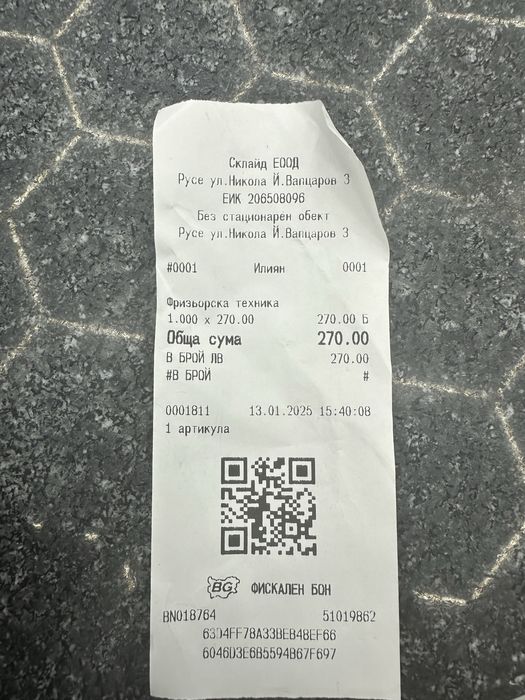 Склайд ЕООД
Русе ул.Никола Й.Вапцаров 3
ЕИК 206508096
Без стационарен обект
Русе ул.Никола Й.Вапцаров 3
#0001 Илиян 0001
Фризьорска техника
1.000 x 270.00 270.00 Б
Обща сума 270.00
В БРОЙ ЛВ 270.00
#В БРОЙ #
0001811 13.01.2025 15:40:08
1 артикула
BG ФИСКАЛЕН БОН
BN018764 51019862
63D4FF78A33BEB48EF66
6046D3E6B5594B67F697